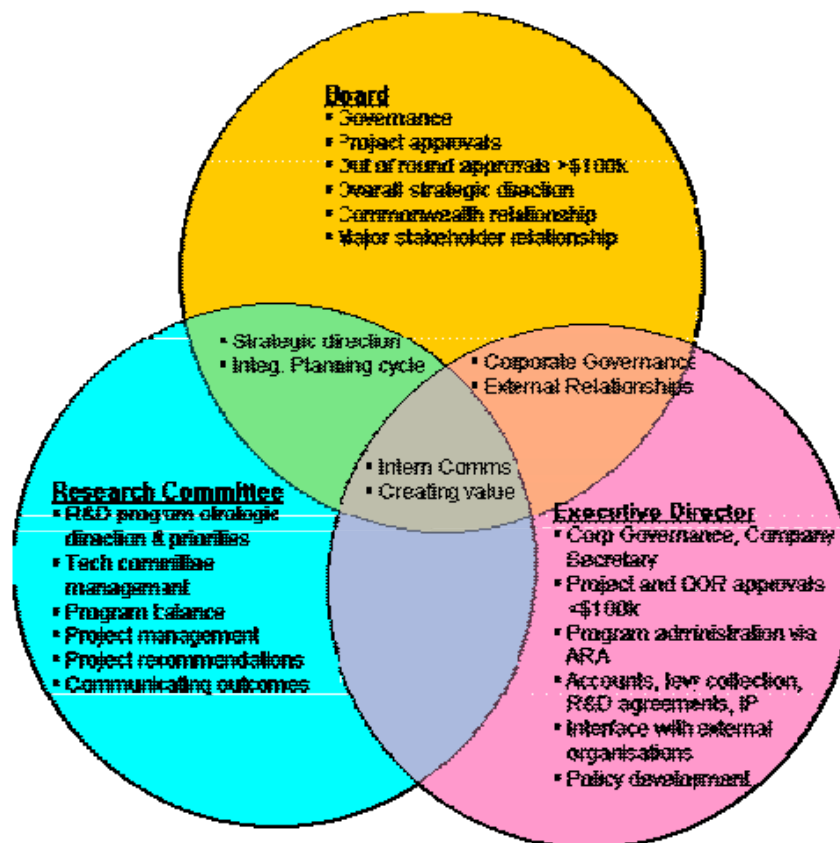 Board
▪ Governance
▪ Project approvals
▪ Out of round approvals >$100k
▪ Overall strategic direction
▪ Commonwealth relationship
▪ Major stakeholder relationship
▪ Strategic direction
▪ Integ. Planning cycle
▪ Corporate Governance
▪ External Relationships
▪ Intern Comms
▪ Creating value
Research Committee
▪ R&D program strategic
direction & priorities
▪ Tech committee
management
▪ Program balance
▪ Project management
▪ Project recommendations
▪ Communicating outcomes
Executive Director
▪ Corp Governance, Company
Secretary
▪ Project and OOR approvals
<$100k
▪ Program administration via
ARA
▪ Accounts, levy collection,
R&D agreements, IP
▪ Interface with external
organisations
▪ Policy development